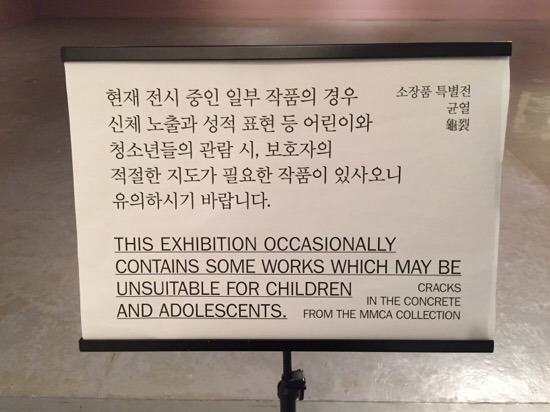 현재 전시 중인 일부 작품의 경우
신체 노출과 성적 표현 등 어린이와
청소년들의 관람 시, 보호자의
적절한 지도가 필요한 작품이 있사오니
유의하시기 바랍니다.
소장품 특별전
균열
龜裂
THIS EXHIBITION OCCASIONALLY
CONTAINS SOME WORKS WHICH MAY BE
UNSUITABLE FOR CHILDREN
AND ADOLESCENTS.
CRACKS
IN THE CONCRETE
FROM THE MMCA COLLECTION